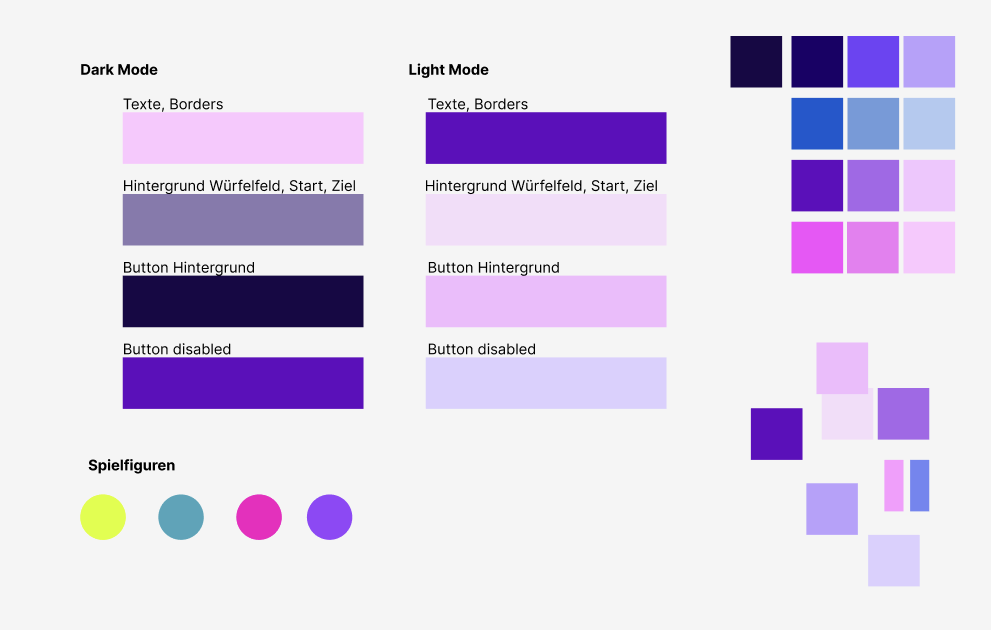 Dark Mode
Texte, Borders
Hintergrund Würfelfeld, Start, Ziel
Button Hintergrund
Button disabled
Light Mode
Texte, Borders
Hintergrund Würfelfeld, Start, Ziel
Button Hintergrund
Button disabled
Spielfiguren